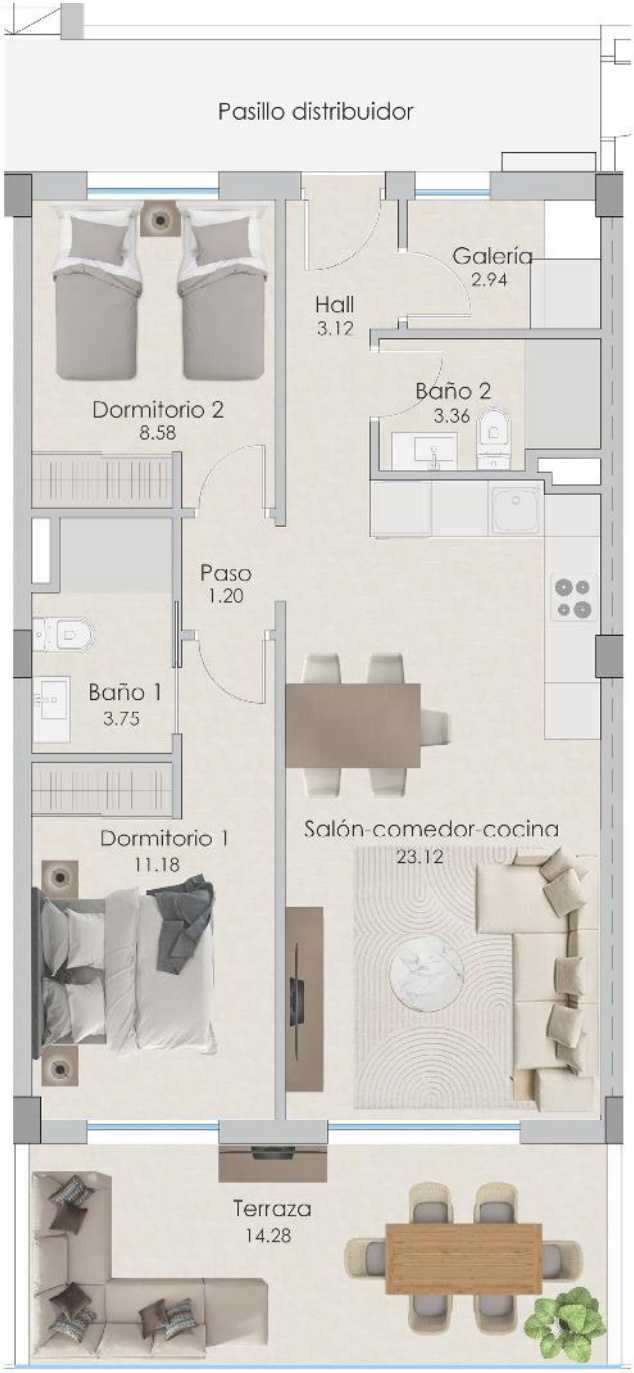 Pasillo distribuidor
Galería
2.94
Hall
3.12
Baño 2
3.36
Dormitorio 2
8.58
Paso
1.20
Baño 1
3.75
Dormitorio 1
11.18
Salón-comedor-cocina
23.12
Terraza
14.28